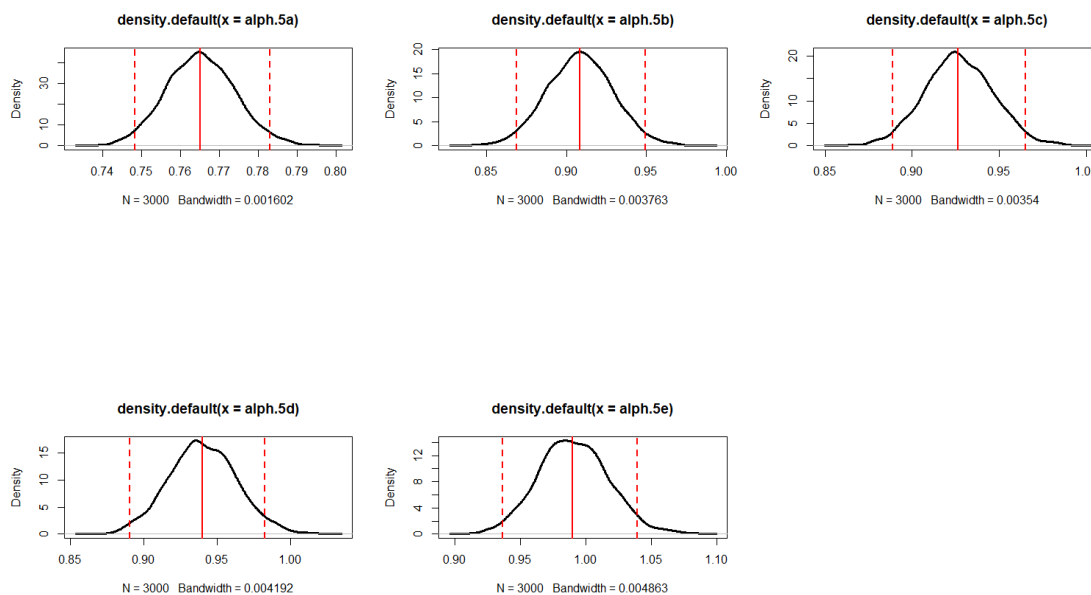 density.default(x = alph.5a)
Density
10
30
0
0.74 0.75 0.76 0.77 0.78 0.79 0.80
N = 3000 Bandwidth = 0.001602
density.default(x = alph.5b)
Density
20
15
10
5
0
0.85 0.90 0.95 1.00
N = 3000 Bandwidth = 0.003763
density.default(x = alph.5c)
Density
20
10
5
0
0.85 0.90 0.95
N = 3000 Bandwidth = 0.00354
density.default(x = alph.5d)
Density
15
10
5
0
0.85 0.90 0.95 1.00
N = 3000 Bandwidth = 0.004192
density.default(x = alph.5e)
Density
12
8
4
0
0.90 0.95 1.00 1.05 1.10
N = 3000 Bandwidth = 0.004863